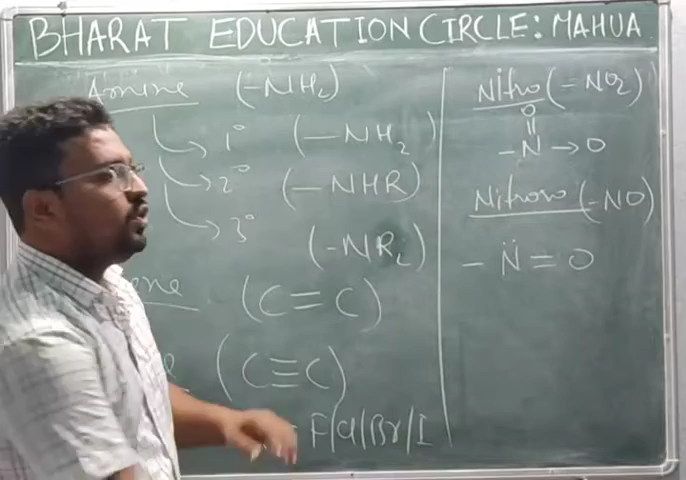 BHARAT EDUCATION CIRCLE: MAHUA
Amine (-NH₂)
1° (-NH₂)
2° (-NHR)
3° (-NR₂)
(C=C)
(C≡C)
F/Cl/Br/I
Nitro (-NO₂)
O
||
-N→O
Nitroso (-NO)
-N̈=O